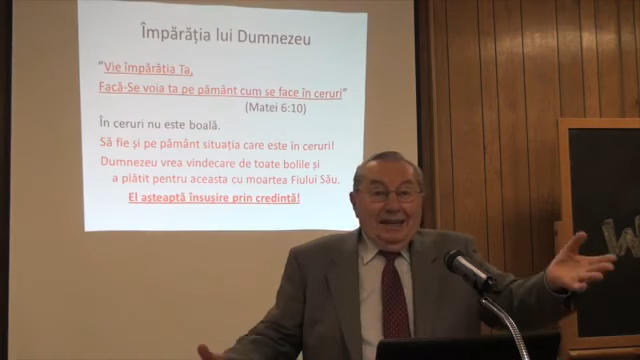 Împărăția lui Dumnezeu
"Vie împărăția Ta,
Facă-Se voia ta pe pământ cum se face în ceruri"
(Matei 6:10)
În ceruri nu este boală.
Să fie și pe pământ situația care este în ceruri!
Dumnezeu vrea vindecare de toate bolile și
a plătit pentru aceasta cu moartea Fiului Său.
El așteaptă însușire prin credință!